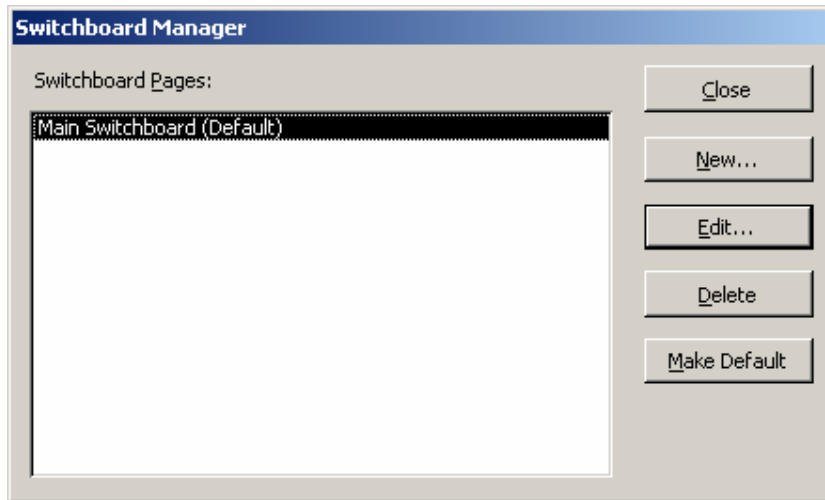 Switchboard Manager
Switchboard Pages:
Main Switchboard (Default)
Close
New...
Edit...
Delete
Make Default